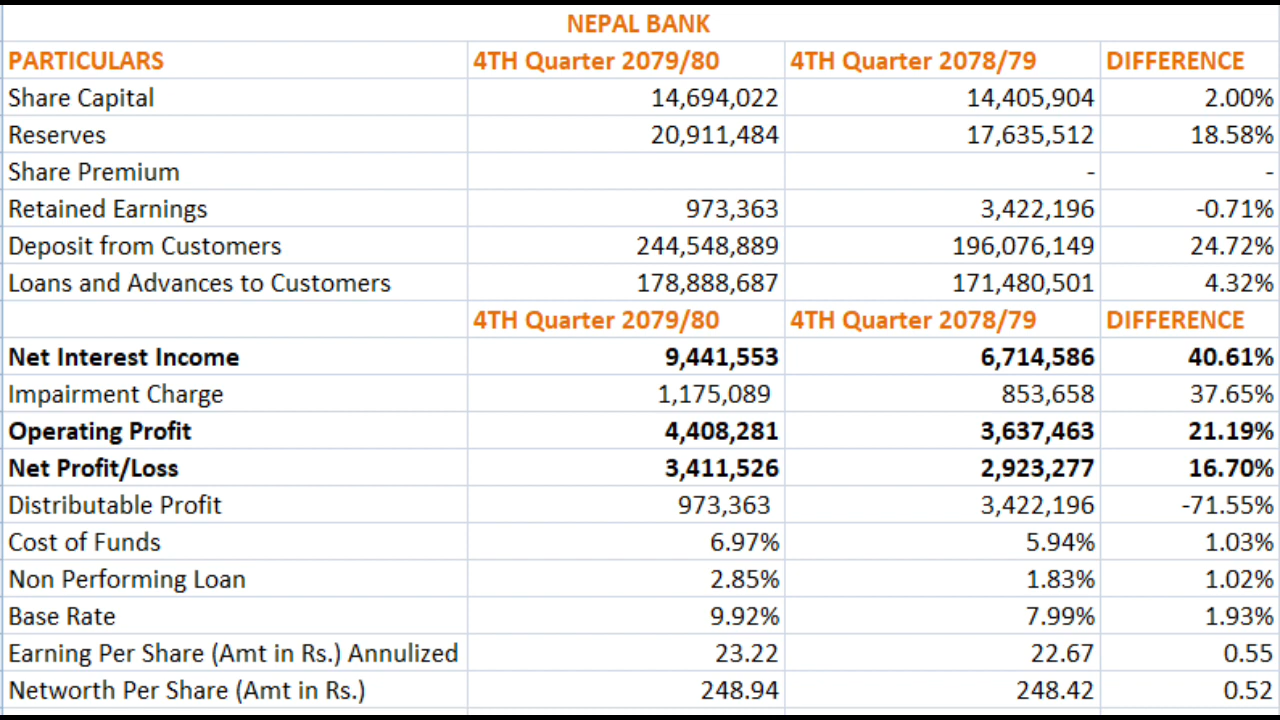 NEPAL BANK
PARTICULARS 4TH Quarter 2079/80 4TH Quarter 2078/79 DIFFERENCE
Share Capital 14,694,022 14,405,904 2.00%
Reserves 20,911,484 17,635,512 18.58%
Share Premium - -
Retained Earnings 973,363 3,422,196 -0.71%
Deposit from Customers 244,548,889 196,076,149 24.72%
Loans and Advances to Customers 178,888,687 171,480,501 4.32%
4TH Quarter 2079/80 4TH Quarter 2078/79 DIFFERENCE
Net Interest Income 9,441,553 6,714,586 40.61%
Impairment Charge 1,175,089 853,658 37.65%
Operating Profit 4,408,281 3,637,463 21.19%
Net Profit/Loss 3,411,526 2,923,277 16.70%
Distributable Profit 973,363 3,422,196 -71.55%
Cost of Funds 6.97% 5.94% 1.03%
Non Performing Loan 2.85% 1.83% 1.02%
Base Rate 9.92% 7.99% 1.93%
Earning Per Share (Amt in Rs.) Annulized 23.22 22.67 0.55
Networth Per Share (Amt in Rs.) 248.94 248.42 0.52